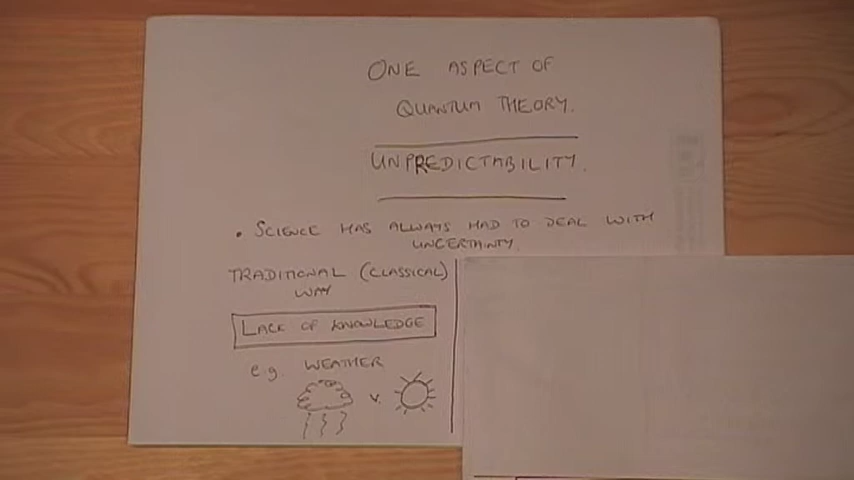 ONE ASPECT OF
QUANTUM THEORY.
UNPREDICTABILITY.
• SCIENCE HAS ALWAYS HAD TO DEAL WITH
UNCERTAINTY.
TRADITIONAL (CLASSICAL)
WAY
LACK OF KNOWLEDGE
e.g. WEATHER
v.